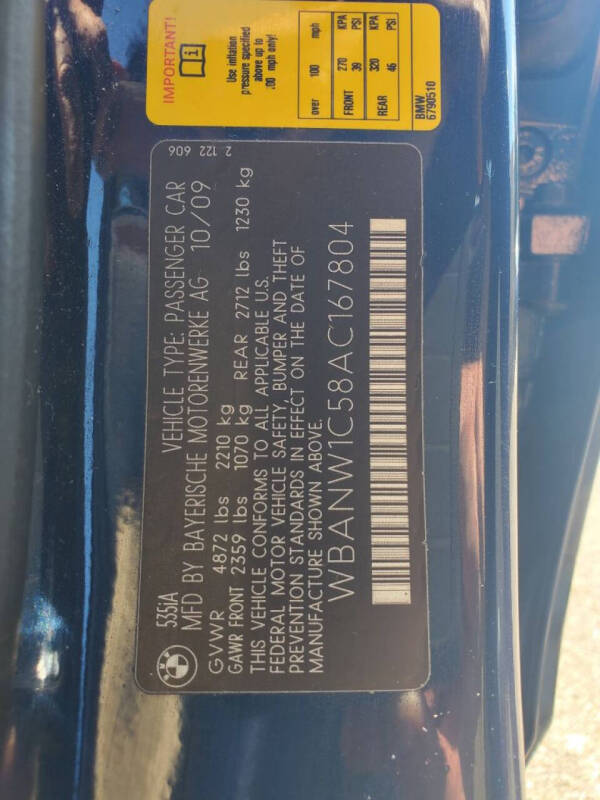 IMPORTANT!
Use inflation
pressure specified
above up to
.00 mph only!
over 100 mph
KPA PSI
FRONT 270 39
REAR 320 46
BMW
6790510
2 122 606
535iA VEHICLE TYPE: PASSENGER CAR
MFD BY BAYERISCHE MOTORENWERKE AG 10/09
GVWR 4872 lbs 2210 kg
GAWR FRONT 2359 lbs 1070 kg REAR 2712 lbs 1230 kg
THIS VEHICLE CONFORMS TO ALL APPLICABLE U.S.
FEDERAL MOTOR VEHICLE SAFETY, BUMPER AND THEFT
PREVENTION STANDARDS IN EFFECT ON THE DATE OF
MANUFACTURE SHOWN ABOVE.
WBANW1C58AC167804